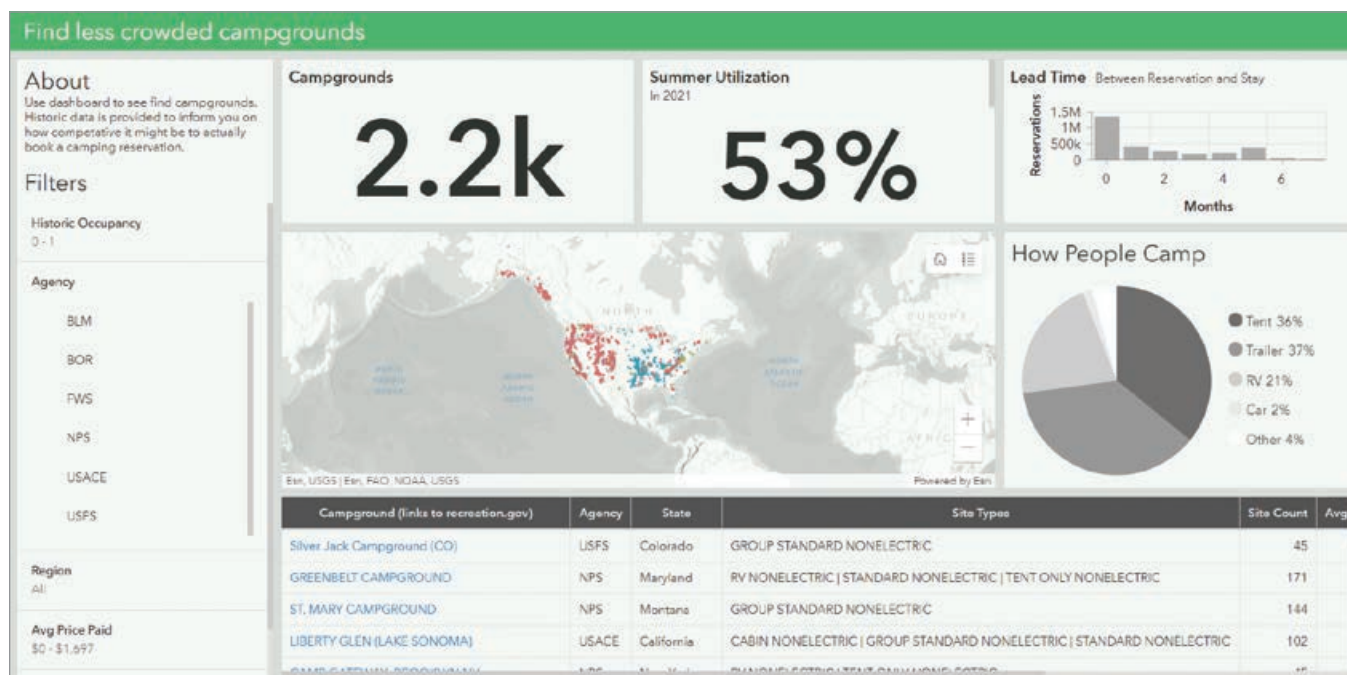 Find less crowded campgrounds
About
Use dashboard to see find campgrounds.
Historic data is provided to inform you on
how competative it might be to actually
book a camping reservation.
Filters
Historic Occupancy
0 - 1
Agency
BLM
BOR
FWS
NPS
USACE
USFS
Region
All
Avg Price Paid
$0 - $1,697
Campgrounds
2.2k
Summer Utilization
In 2021
53%
Lead Time Between Reservation and Stay
Reservations
1.5M
1M
500k
0
0 2 4 6
Months
NORTH
EUROPE
AFRIC
Esri, USGS | Esri, FAO, NOAA, USGS
Powered by Esri
How People Camp
Tent 36%
Trailer 37%
RV 21%
Car 2%
Other 4%
Campground (links to recreation.gov) Agency State Site Types Site Count Avg
Silver Jack Campground (CO) USFS Colorado GROUP STANDARD NONELECTRIC 45
GREENBELT CAMPGROUND NPS Maryland RV NONELECTRIC | STANDARD NONELECTRIC | TENT ONLY NONELECTRIC 171
ST. MARY CAMPGROUND NPS Montana GROUP STANDARD NONELECTRIC 144
LIBERTY GLEN (LAKE SONOMA) USACE California CABIN NONELECTRIC | GROUP STANDARD NONELECTRIC | STANDARD NONELECTRIC 102